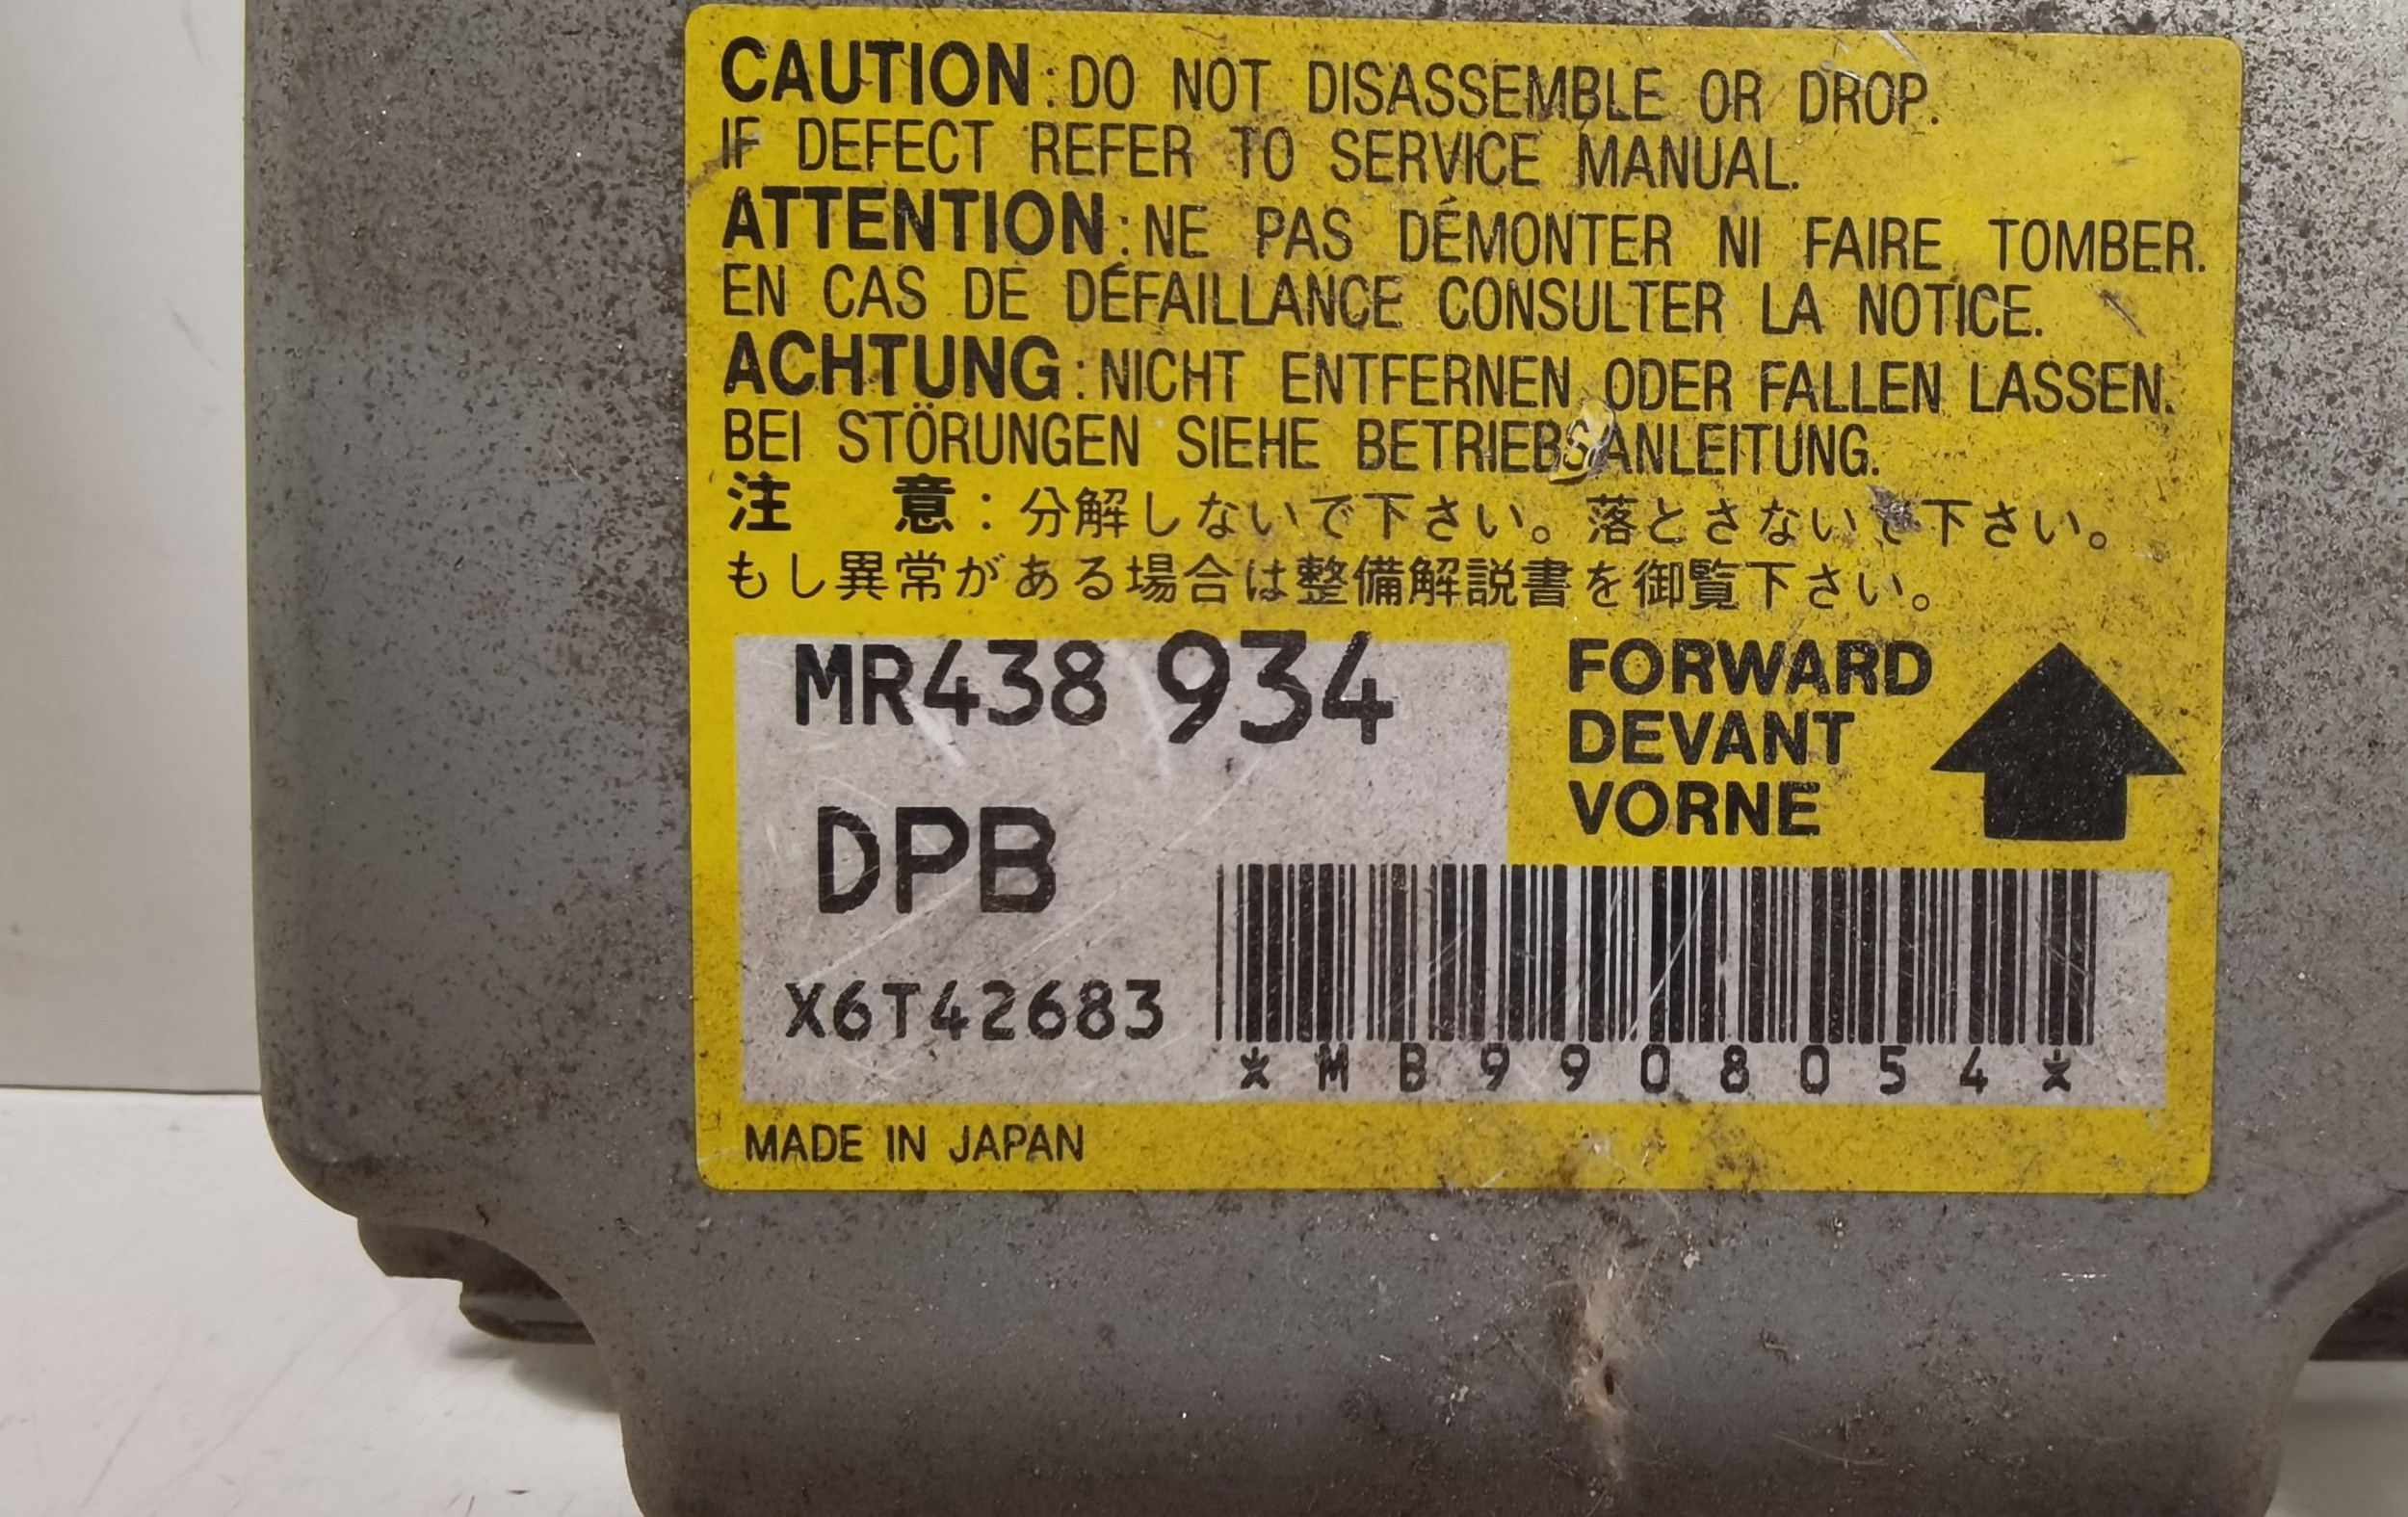 CAUTION:DO NOT DISASSEMBLE OR DROP.
IF DEFECT REFER TO SERVICE MANUAL.
ATTENTION:NE PAS DÉMONTER NI FAIRE TOMBER.
EN CAS DE DÉFAILLANCE CONSULTER LA NOTICE.
ACHTUNG:NICHT ENTFERNEN ODER FALLEN LASSEN.
BEI STÖRUNGEN SIEHE BETRIEBSANLEITUNG.
注 意:分解しないで下さい。落とさないで下さい。
もし異常がある場合は整備解説書を御覧下さい。
MR438 934
DPB
X6T42683
FORWARD
DEVANT
VORNE
*MB9908054*
MADE IN JAPAN